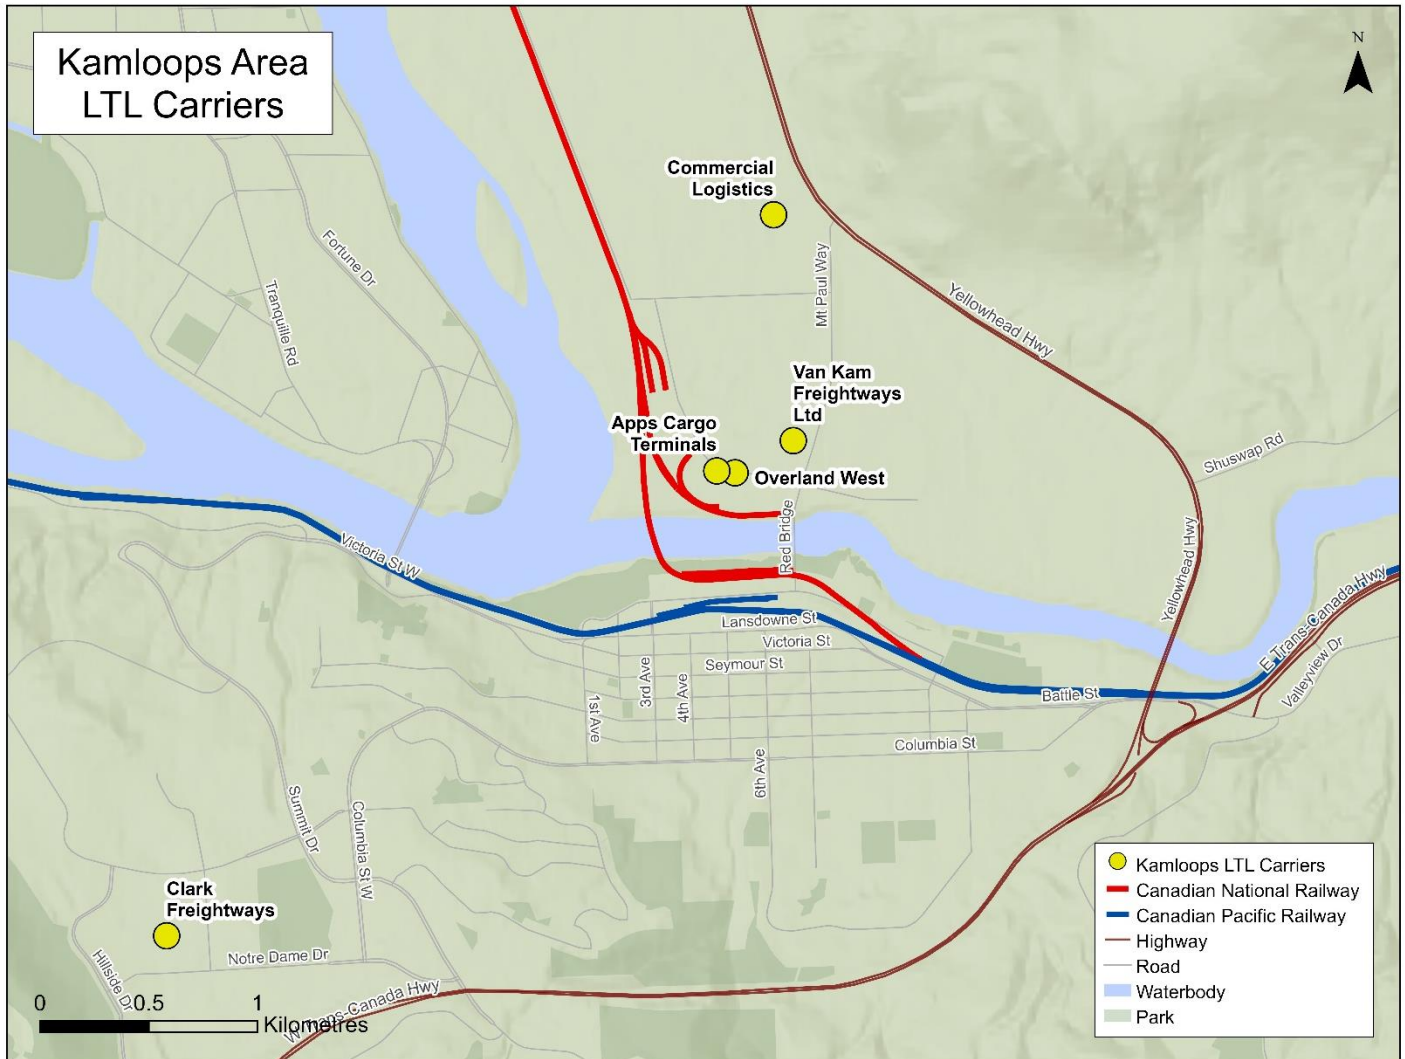 Kamloops Area
LTL Carriers
N
Commercial
Logistics
Fortune Dr
Tranquille Rd
Mt Paul Way
Yellowhead Hwy
Van Kam
Freightways
Ltd
Apps Cargo
Terminals
Overland West
Shuswap Rd
Red Bridge
Victoria St W
Yellowhead Hwy
E Trans-Canada Hwy
Lansdowne St
Victoria St
Seymour St
Valleyview Dr
1st Ave
3rd Ave
4th Ave
Battle St
Columbia St
6th Ave
Summit Dr
Columbia St W
Clark
Freightways
Hillside Dr
Notre Dame Dr
W Trans-Canada Hwy
0 0.5 1
Kilometres
Kamloops LTL Carriers
Canadian National Railway
Canadian Pacific Railway
Highway
Road
Waterbody
Park